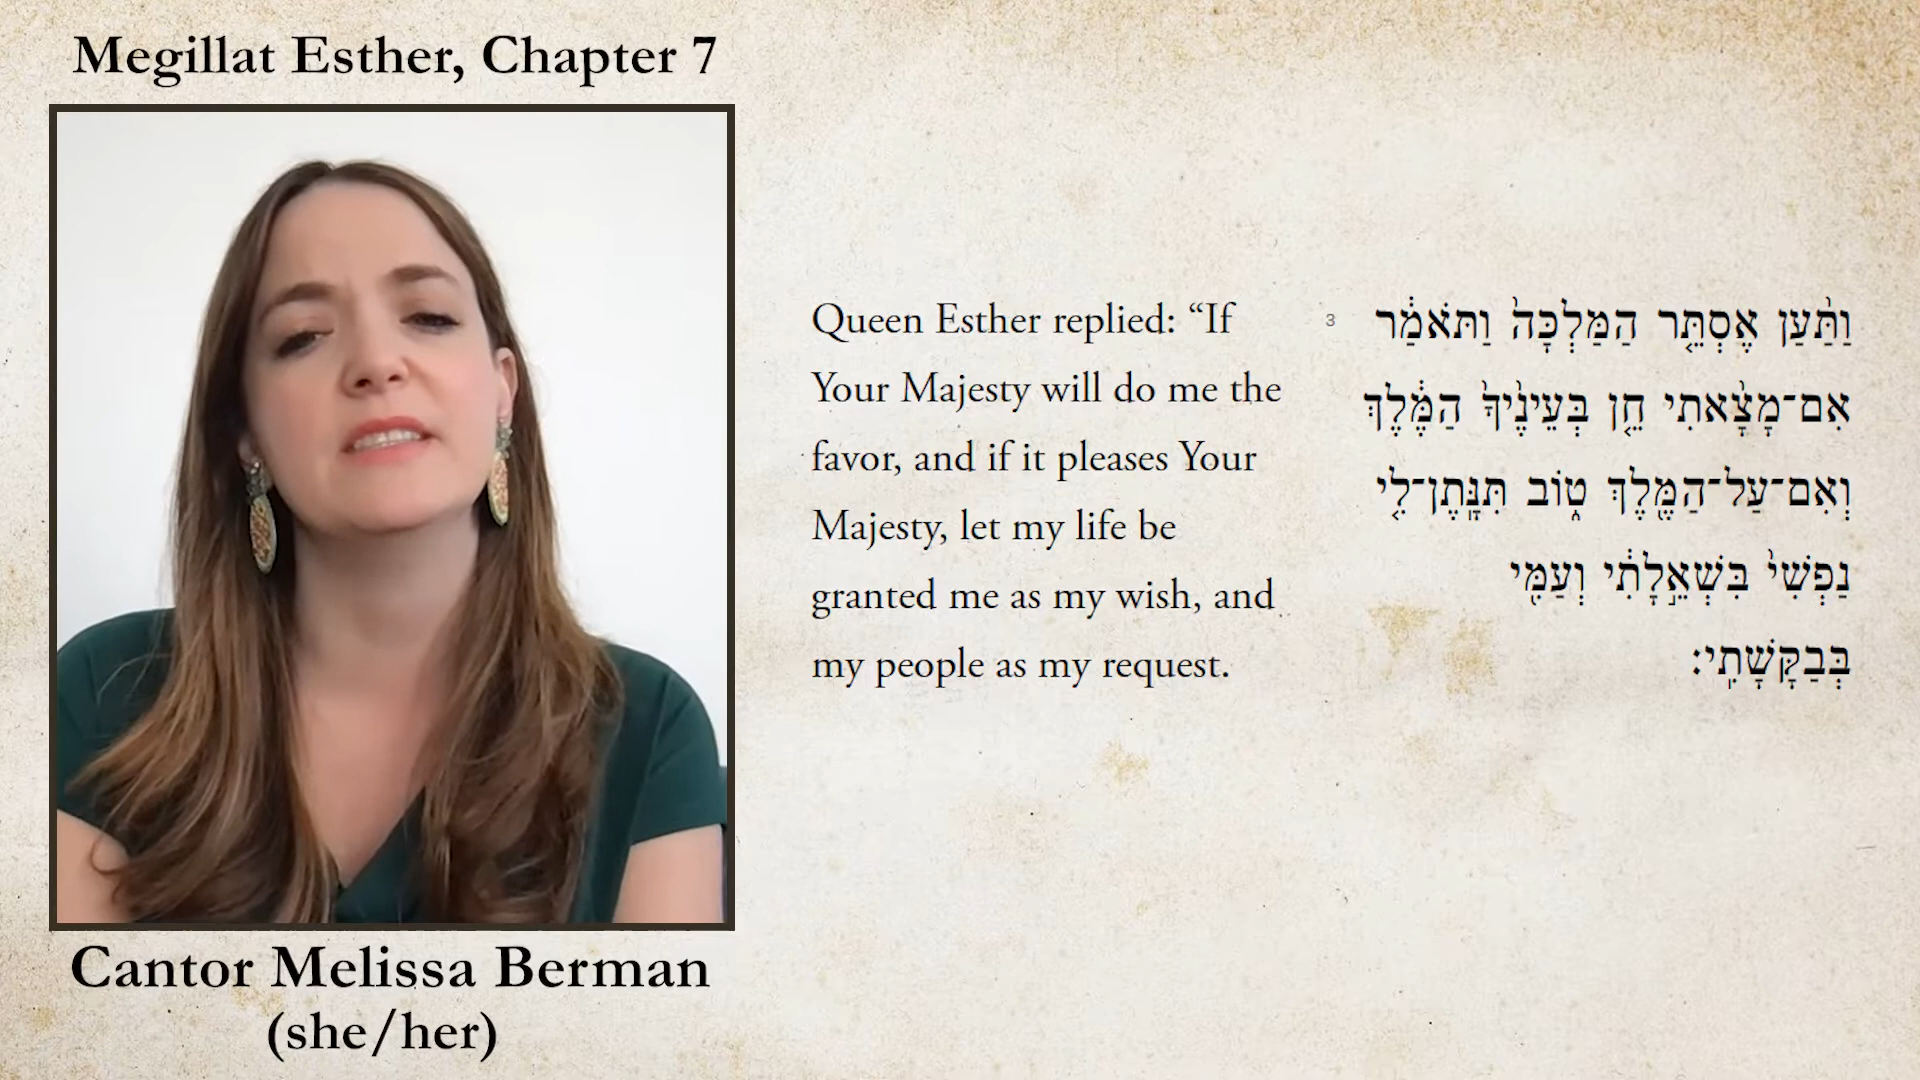 Megillat Esther, Chapter 7
Cantor Melissa Berman
(she/her)
Queen Esther replied: “If
Your Majesty will do me the
favor, and if it pleases Your
Majesty, let my life be
granted me as my wish, and
my people as my request.
3
וַתַּ֨עַן אֶסְתֵּ֤ר הַמַּלְכָּה֙ וַתֹּאמַ֔ר
אִם־מָצָ֨אתִי חֵ֤ן בְּעֵינֶ֙יךָ֙ הַמֶּ֔לֶךְ
וְאִם־עַל־הַמֶּ֖לֶךְ ט֑וֹב תִּנָּֽתֶן־לִ֤י
נַפְשִׁי֙ בִּשְׁאֵ֣לָתִ֔י וְעַמִּ֖י
בְּבַקָּשָׁתִֽי׃